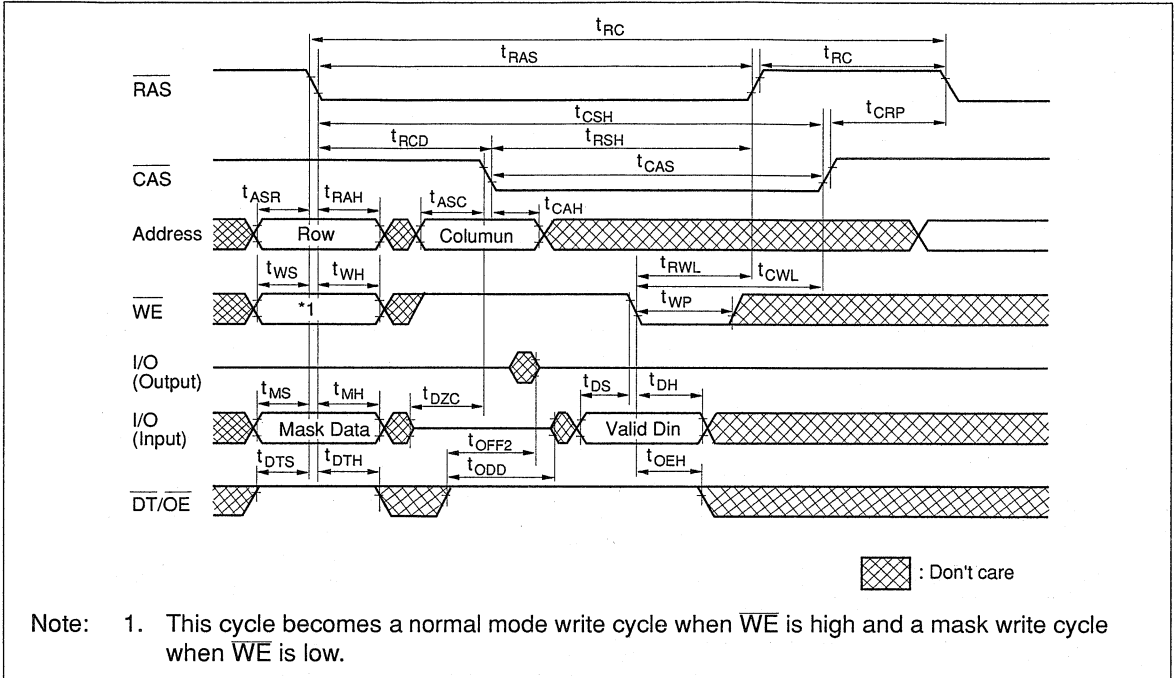 tRC
tRAS
tRC
RAS
tCSH
tCRP
tRCD
tRSH
CAS
tCAS
tASR
tRAH
tASC
tCAH
Address
Row
Columun
tRWL
tCWL
tWS
tWH
tWP
WE
*1
I/O
(Output)
tMS
tMH
tDZC
tDS
tDH
I/O
(Input)
Mask Data
Valid Din
tOFF2
tDTS
tDTH
tODD
tOEH
DT/OE
: Don't care
Note: 1. This cycle becomes a normal mode write cycle when WE is high and a mask write cycle
when WE is low.